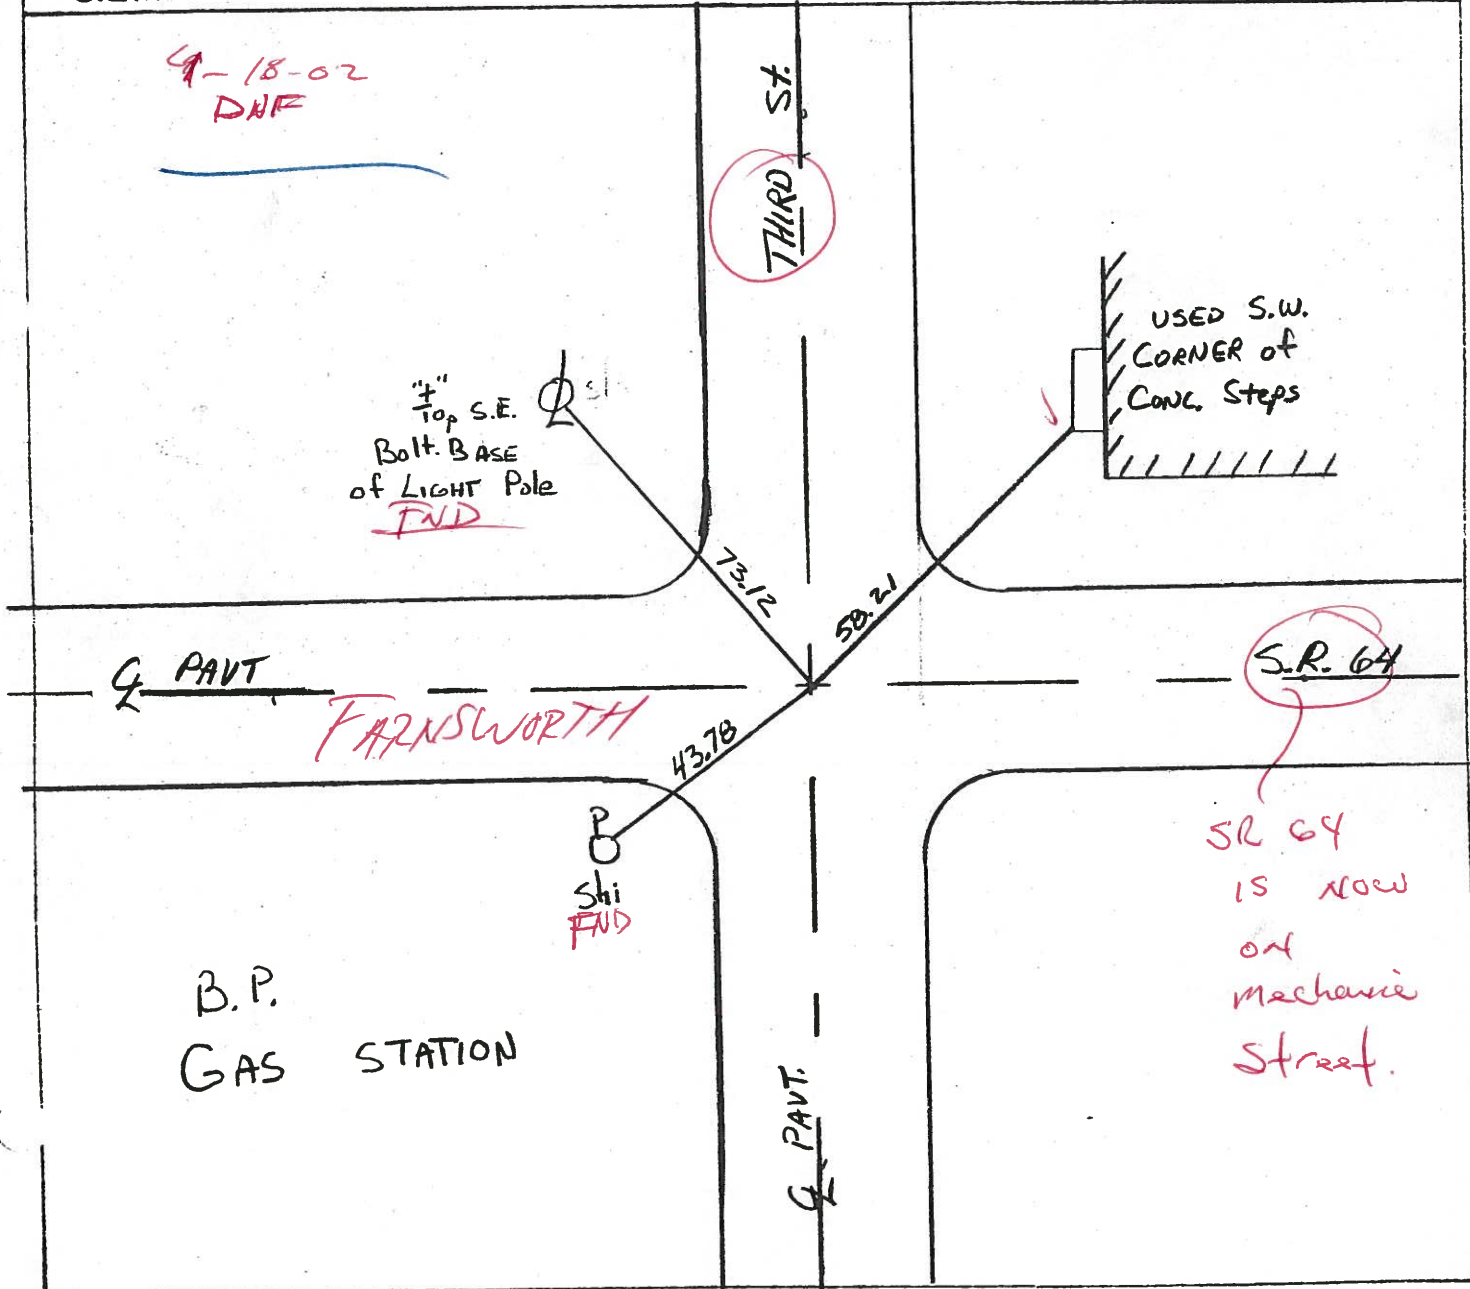 4-18-02
DNF
THIRD St.
USED S.W.
CORNER of
CONC. Steps
"+"
Top S.E.
Bolt. BASE
of LIGHT Pole
FND
73.12
58.21
℄ PAVT
S.R. 64
FARNSWORTH
43.78
P
Shi
FND
SR 64
IS NOW
ON
Mechanic
Street.
B.P.
GAS STATION
℄ PAVT.